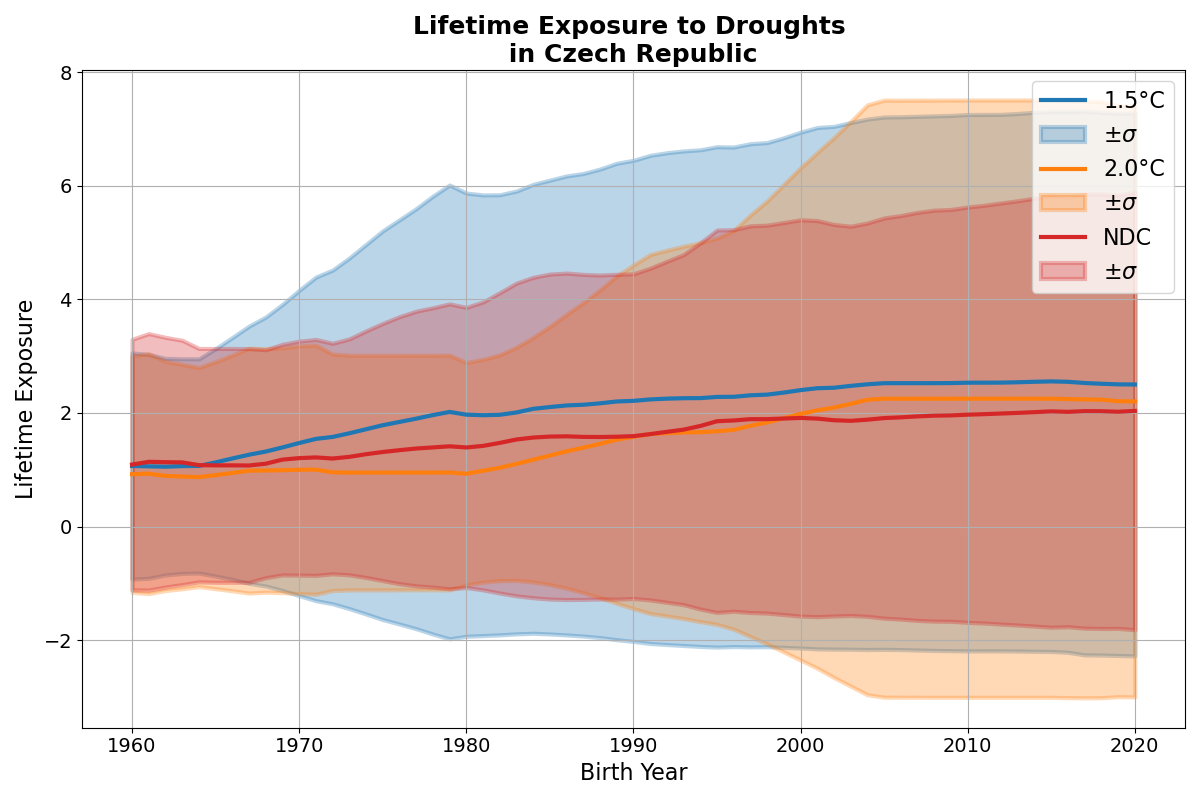 Lifetime Exposure to Droughts
in Czech Republic
8
6
4
2
0
−2
Lifetime Exposure
1960
1970
1980
1990
2000
2010
2020
Birth Year
1.5°C
±σ
2.0°C
±σ
NDC
±σ